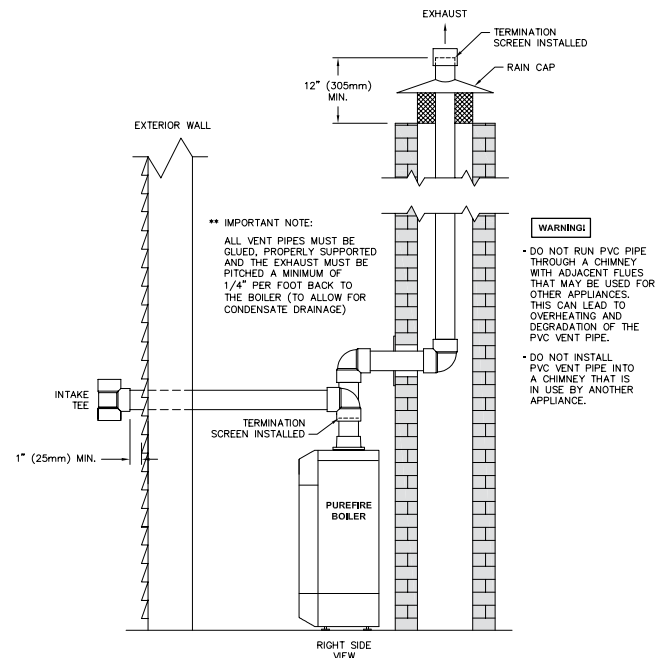 EXHAUST
TERMINATION
SCREEN INSTALLED
RAIN CAP
12" (305mm)
MIN.
EXTERIOR WALL
** IMPORTANT NOTE:
ALL VENT PIPES MUST BE
GLUED, PROPERLY SUPPORTED
AND THE EXHAUST MUST BE
PITCHED A MINIMUM OF
1/4" PER FOOT BACK TO
THE BOILER (TO ALLOW FOR
CONDENSATE DRAINAGE)
WARNING!
- DO NOT RUN PVC PIPE
THROUGH A CHIMNEY
WITH ADJACENT FLUES
THAT MAY BE USED FOR
OTHER APPLIANCES.
THIS CAN LEAD TO
OVERHEATING AND
DEGRADATION OF THE
PVC VENT PIPE.
- DO NOT INSTALL
PVC VENT PIPE INTO
A CHIMNEY THAT IS
IN USE BY ANOTHER
APPLIANCE.
INTAKE
TEE
TERMINATION
SCREEN INSTALLED
1" (25mm) MIN.
PUREFIRE
BOILER
RIGHT SIDE
VIEW